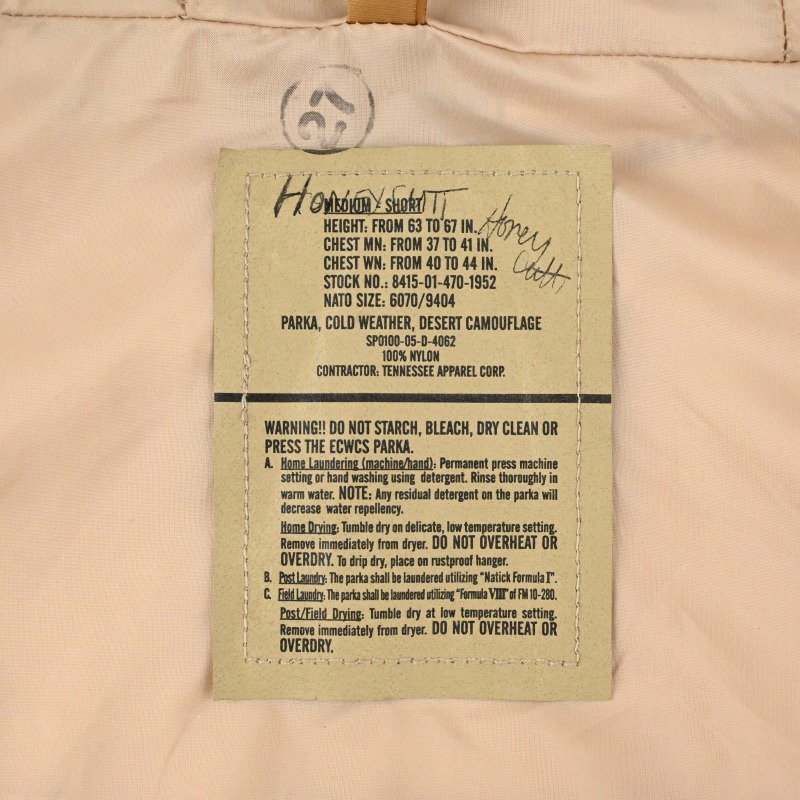 27
HONEYCUTT
MEDIUM - SHORT
HEIGHT: FROM 63 TO 67 IN.
Honey
Cutt
CHEST MN: FROM 37 TO 41 IN.
CHEST WN: FROM 40 TO 44 IN.
STOCK NO.: 8415-01-470-1952
NATO SIZE: 6070/9404
PARKA, COLD WEATHER, DESERT CAMOUFLAGE
SP0100-05-D-4062
100% NYLON
CONTRACTOR: TENNESSEE APPAREL CORP.
WARNING!! DO NOT STARCH, BLEACH, DRY CLEAN OR
PRESS THE ECWCS PARKA.
A. Home Laundering (machine/hand): Permanent press machine
setting or hand washing using detergent. Rinse thoroughly in
warm water. NOTE: Any residual detergent on the parka will
decrease water repellency.
Home Drying: Tumble dry on delicate, low temperature setting.
Remove immediately from dryer. DO NOT OVERHEAT OR
OVERDRY. To drip dry, place on rustproof hanger.
B. Post Laundry: The parka shall be laundered utilizing "Natick Formula I".
C. Field Laundry: The parka shall be laundered utilizing "Formula VIII" of FM 10-280.
Post/Field Drying: Tumble dry at low temperature setting.
Remove immediately from dryer. DO NOT OVERHEAT OR
OVERDRY.